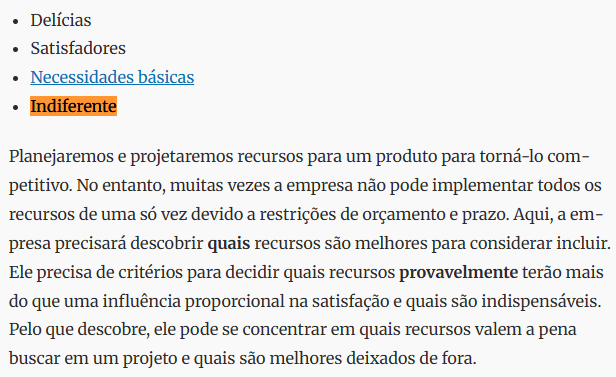 Delícias
Satisfadores
Necessidades básicas
Indiferente
Planejaremos e projetaremos recursos para um produto para torná-lo com-
petitivo. No entanto, muitas vezes a empresa não pode implementar todos os
recursos de uma só vez devido a restrições de orçamento e prazo. Aqui, a em-
presa precisará descobrir quais recursos são melhores para considerar incluir.
Ele precisa de critérios para decidir quais recursos provavelmente terão mais
do que uma influência proporcional na satisfação e quais são indispensáveis.
Pelo que descobre, ele pode se concentrar em quais recursos valem a pena
buscar em um projeto e quais são melhores deixados de fora.